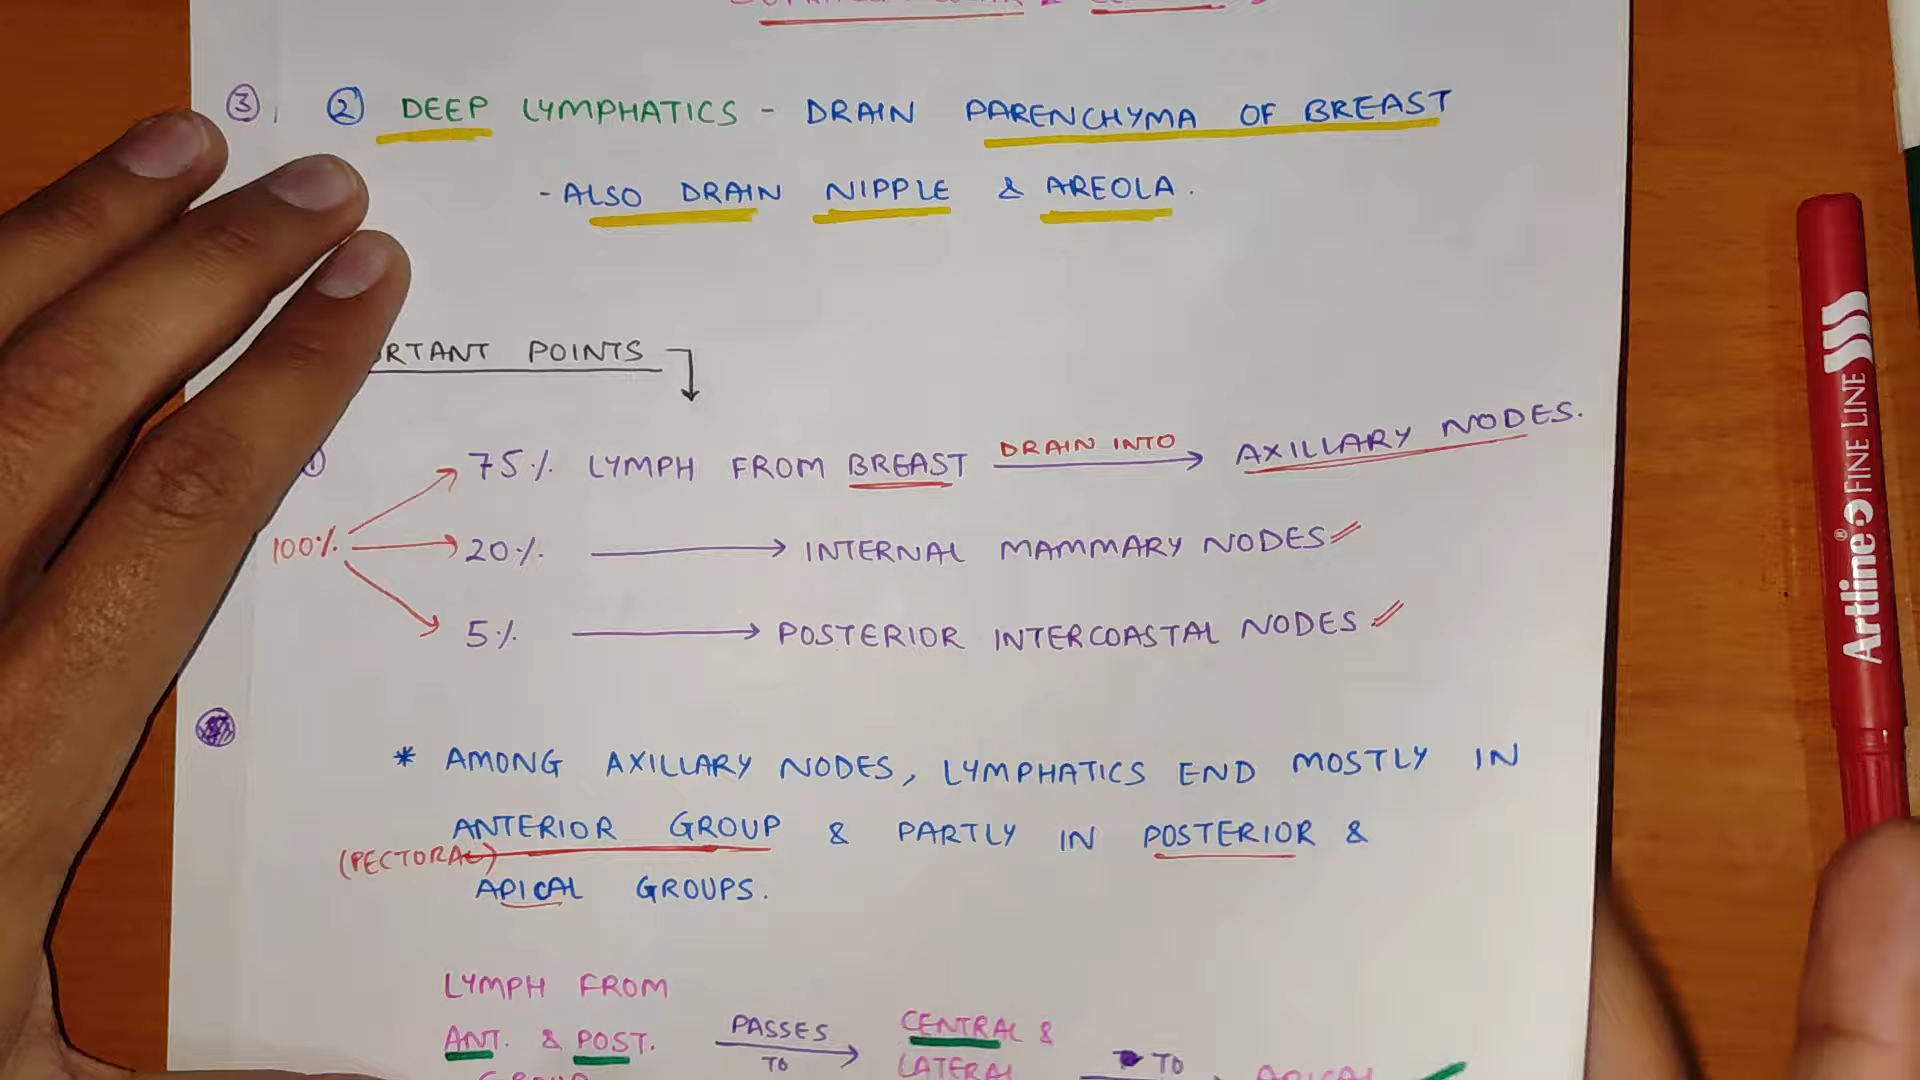 ③, ② DEEP LYMPHATICS - DRAIN PARENCHYMA OF BREAST
- ALSO DRAIN NIPPLE & AREOLA.
RTANT POINTS
75% LYMPH FROM BREAST DRAIN INTO AXILLARY NODES.
100%
20% INTERNAL MAMMARY NODES
5% POSTERIOR INTERCOASTAL NODES
* AMONG AXILLARY NODES, LYMPHATICS END MOSTLY IN
ANTERIOR GROUP & PARTLY IN POSTERIOR &
(PECTORAL)
APICAL GROUPS.
LYMPH FROM
ANT. & POST. PASSES TO CENTRAL &
LATERAL TO APICAL
Artline FINE LINE